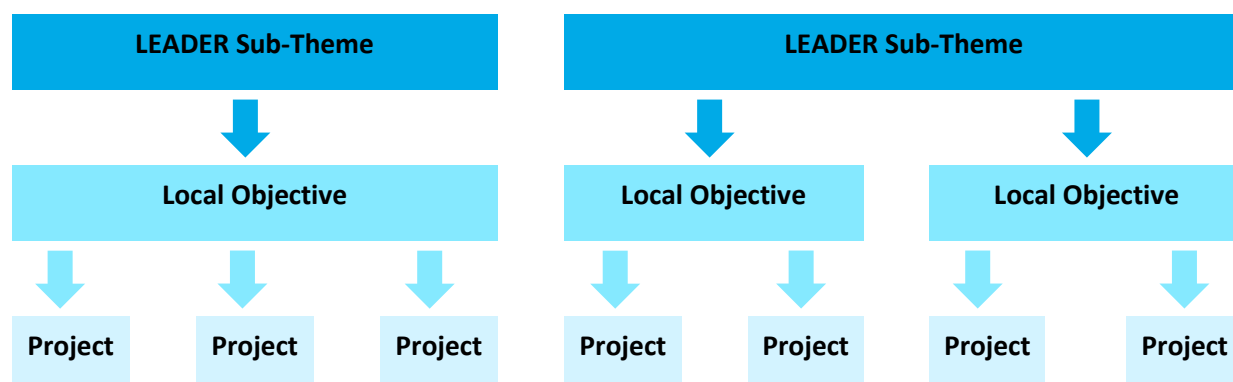 LEADER Sub-Theme
LEADER Sub-Theme
Local Objective
Local Objective
Local Objective
Project
Project
Project
Project
Project
Project
Project